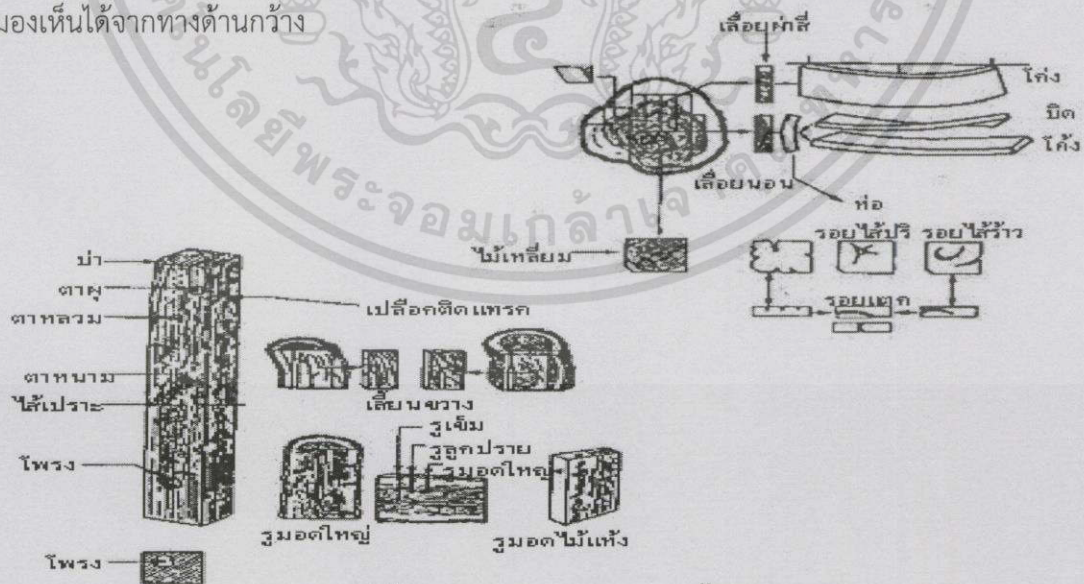 มองเห็นได้จากทางด้านกว้าง
เลื่อยผ่าสี่
โก่ง
บิด
โค้ง
เลื่อยนอน
ห่อ
ไม้เหลี่ยม
รอยไส้ปริ
รอยไส้ร้าว
รอยแตก
บ่า
ตาผุ
ตาหลวม
ตาหนาม
ไส้เปราะ
โพรง
เปลือกติดแทรก
เสี้ยนขวาง
รูเข็ม
รูลูกปราย
รูมอดใหญ่
รูมอดใหญ่
รูมอดไม้แห้ง
โพรง